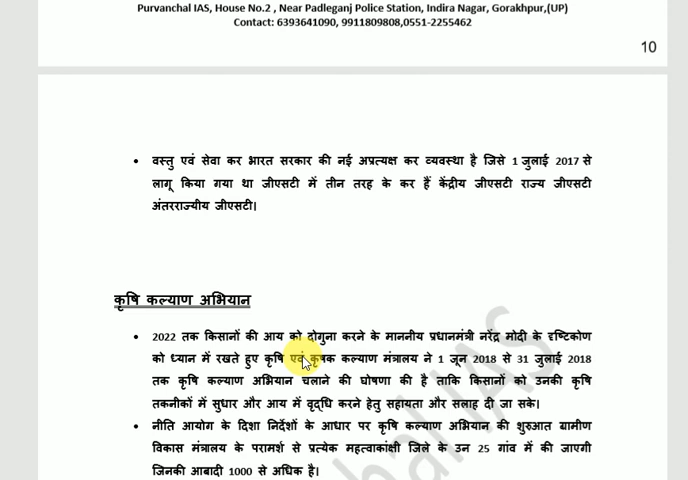 Purvanchal IAS, House No.2 , Near Padleganj Police Station, Indira Nagar, Gorakhpur,(UP)
Contact: 6393641090, 9911809808,0551-2255462
10
• वस्तु एवं सेवा कर भारत सरकार की नई अप्रत्यक्ष कर व्यवस्था है जिसे 1 जुलाई 2017 से
लागू किया गया था जीएसटी में तीन तरह के कर हैं केंद्रीय जीएसटी राज्य जीएसटी
अंतरराज्यीय जीएसटी।
कृषि कल्याण अभियान
• 2022 तक किसानों की आय को दोगुना करने के माननीय प्रधानमंत्री नरेंद्र मोदी के दृष्टिकोण
को ध्यान में रखते हुए कृषि एवं कृषक कल्याण मंत्रालय ने 1 जून 2018 से 31 जुलाई 2018
तक कृषि कल्याण अभियान चलाने की घोषणा की है ताकि किसानों को उनकी कृषि
तकनीकों में सुधार और आय में वृद्धि करने हेतु सहायता और सलाह दी जा सके।
• नीति आयोग के दिशा निर्देशों के आधार पर कृषि कल्याण अभियान की शुरुआत ग्रामीण
विकास मंत्रालय के परामर्श से प्रत्येक महत्वाकांक्षी जिले के उन 25 गांव में की जाएगी
जिनकी आबादी 1000 से अधिक है।
hal IAS